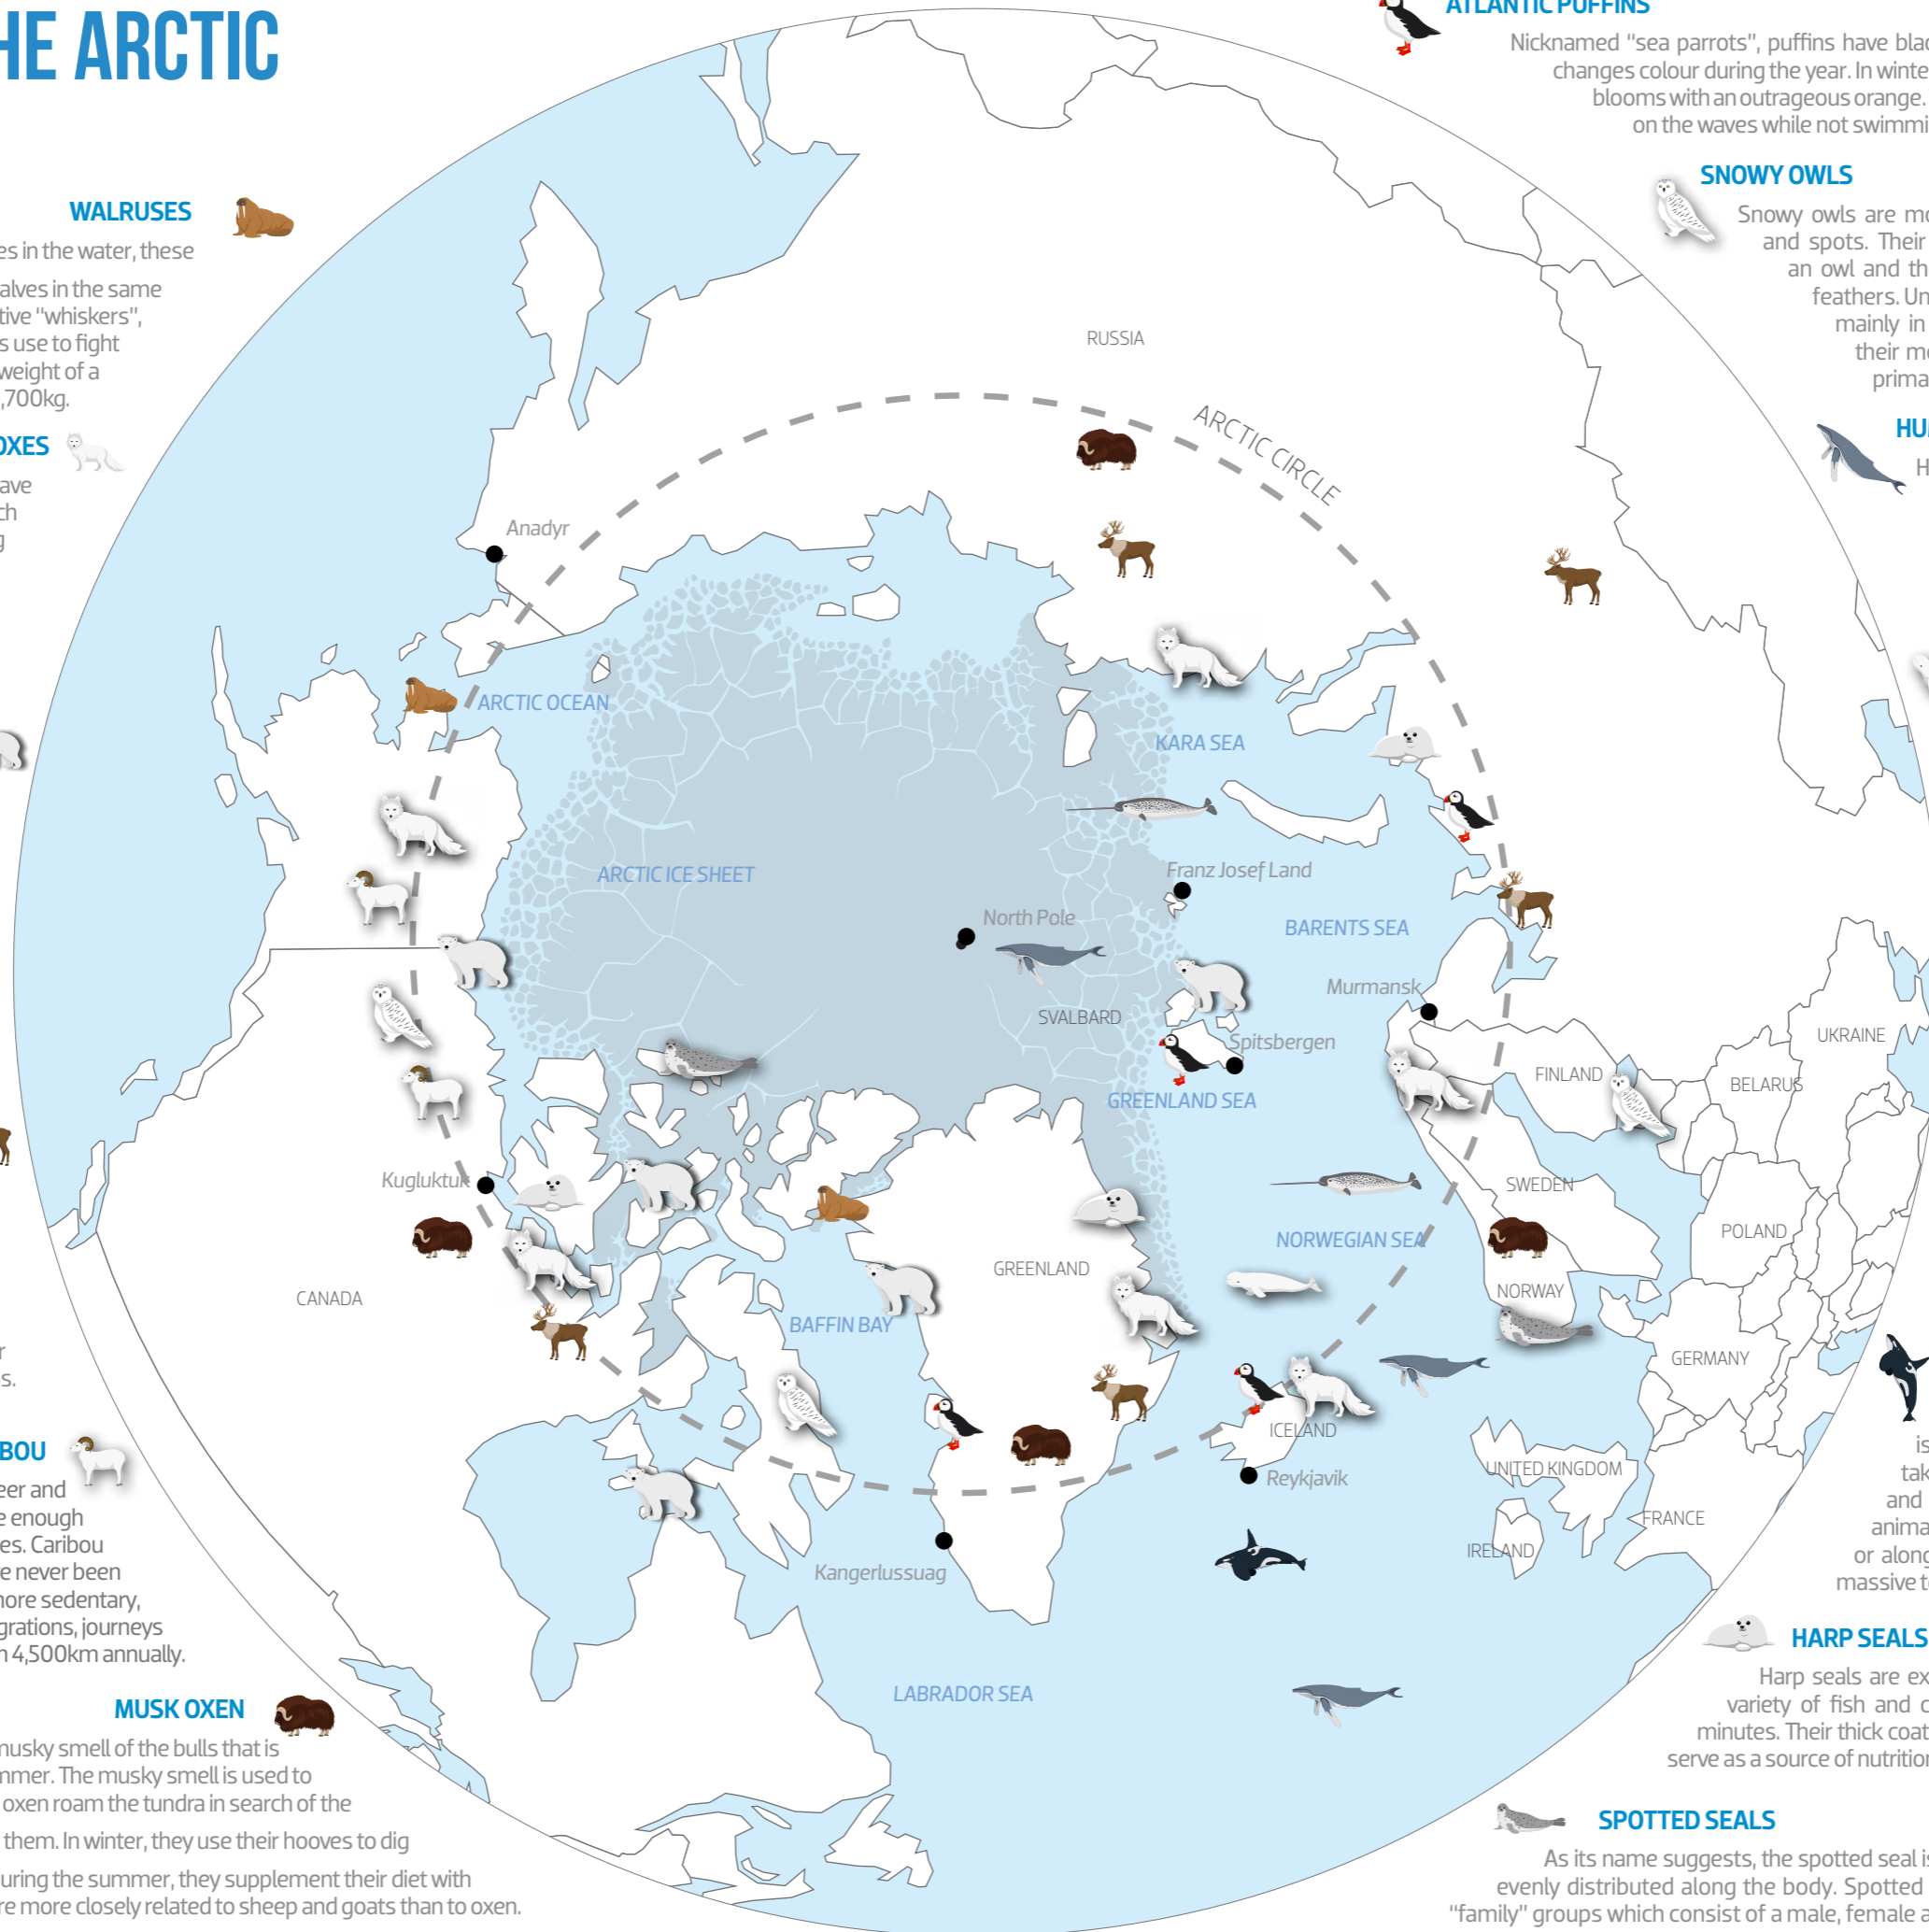 HE ARCTIC
WALRUSES
es in the water, these
alves in the same
tive “whiskers”,
s use to fight
weight of a
,700kg.
OXES
ave
ch
g
r
s.
BOU
eer and
e enough
es. Caribou
e never been
nore sedentary,
grations, journeys
n 4,500km annually.
MUSK OXEN
musky smell of the bulls that is
mmer. The musky smell is used to
oxen roam the tundra in search of the
them. In winter, they use their hooves to dig
uring the summer, they supplement their diet with
re more closely related to sheep and goats than to oxen.
RUSSIA
ARCTIC CIRCLE
Anadyr
ARCTIC OCEAN
KARA SEA
ARCTIC ICE SHEET
Franz Josef Land
North Pole
BARENTS SEA
Murmansk
SVALBARD
Spitsbergen
UKRAINE
FINLAND
BELARUS
GREENLAND SEA
Kugluktuk
SWEDEN
POLAND
NORWEGIAN SEA
GREENLAND
CANADA
NORWAY
BAFFIN BAY
GERMANY
ICELAND
UNITED KINGDOM
Reykjavik
FRANCE
IRELAND
Kangerlussuag
LABRADOR SEA
ATLANTIC PUFFINS
Nicknamed “sea parrots”, puffins have blac
changes colour during the year. In winte
blooms with an outrageous orange.
on the waves while not swimmi
SNOWY OWLS
Snowy owls are mo
and spots. Their
an owl and th
feathers. Un
mainly in
their mo
prima
HU
H
is
tak
and
anima
or along
massive t
HARP SEALS
Harp seals are ex
variety of fish and c
minutes. Their thick coat
serve as a source of nutrition
SPOTTED SEALS
As its name suggests, the spotted seal is
evenly distributed along the body. Spotted
“family” groups which consist of a male, female a